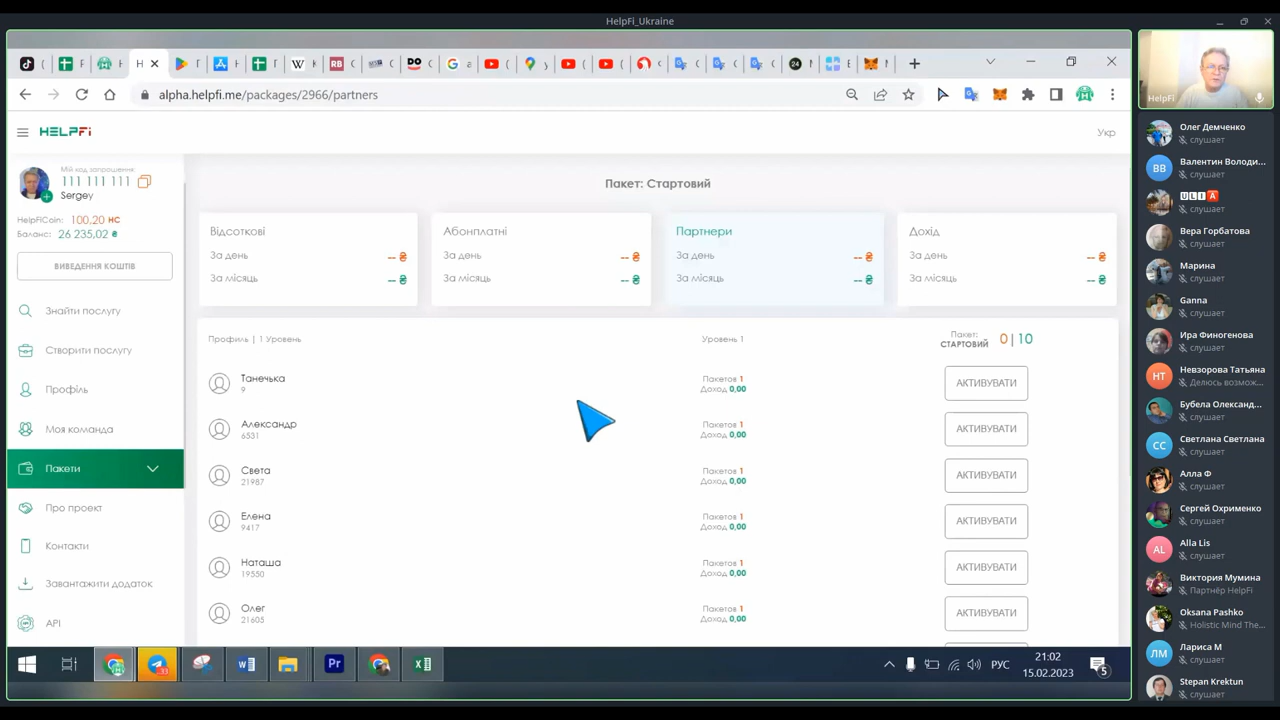 HelpFi_Ukraine
alpha.helpfi.me/packages/2966/partners
HELPFi
Укр
Мій код запрошення:
111 111 111
Sergey
HelpFiCoin: 100,20 HC
Баланс: 26 235,02 ₴
ВИВЕДЕННЯ КОШТІВ
Знайти послугу
Створити послугу
Профіль
Моя команда
Пакети
Про проект
Контакти
Завантажити додаток
API
Пакет: Стартовий
Відсоткові
За день -- ₴
За місяць -- ₴
Абонплатні
За день -- ₴
За місяць -- ₴
Партнери
За день -- ₴
За місяць -- ₴
Дохід
За день -- ₴
За місяць -- ₴
Профиль | 1 Уровень
Уровень 1
Пакет:
СТАРТОВИЙ 0 | 10
Танечька
9
Пакетов 1
Доход 0,00
АКТИВУВАТИ
Александр
6531
Пакетов 1
Доход 0,00
АКТИВУВАТИ
Света
21987
Пакетов 1
Доход 0,00
АКТИВУВАТИ
Елена
9417
Пакетов 1
Доход 0,00
АКТИВУВАТИ
Наташа
19550
Пакетов 1
Доход 0,00
АКТИВУВАТИ
Олег
21605
Пакетов 1
Доход 0,00
АКТИВУВАТИ
РУС
21:02
15.02.2023
5
HelpFi
Олег Демченко
слушает
ВВ
Валентин Володи...
слушает
ULIA
слушает
Вера Горбатова
слушает
Марина
слушает
Ganna
слушает
Ира Финогенова
слушает
НТ
Невзорова Татьяна
Делюсь возмож...
Бубела Олександ...
слушает
СС
Светлана Светлана
слушает
Алла Ф
слушает
Сергей Охрименко
слушает
AL
Alla Lis
слушает
Виктория Мумина
Партнёр HelpFi
Oksana Pashko
Holistic Mind The...
ЛМ
Лариса М
слушает
Stepan Krektun
слушает